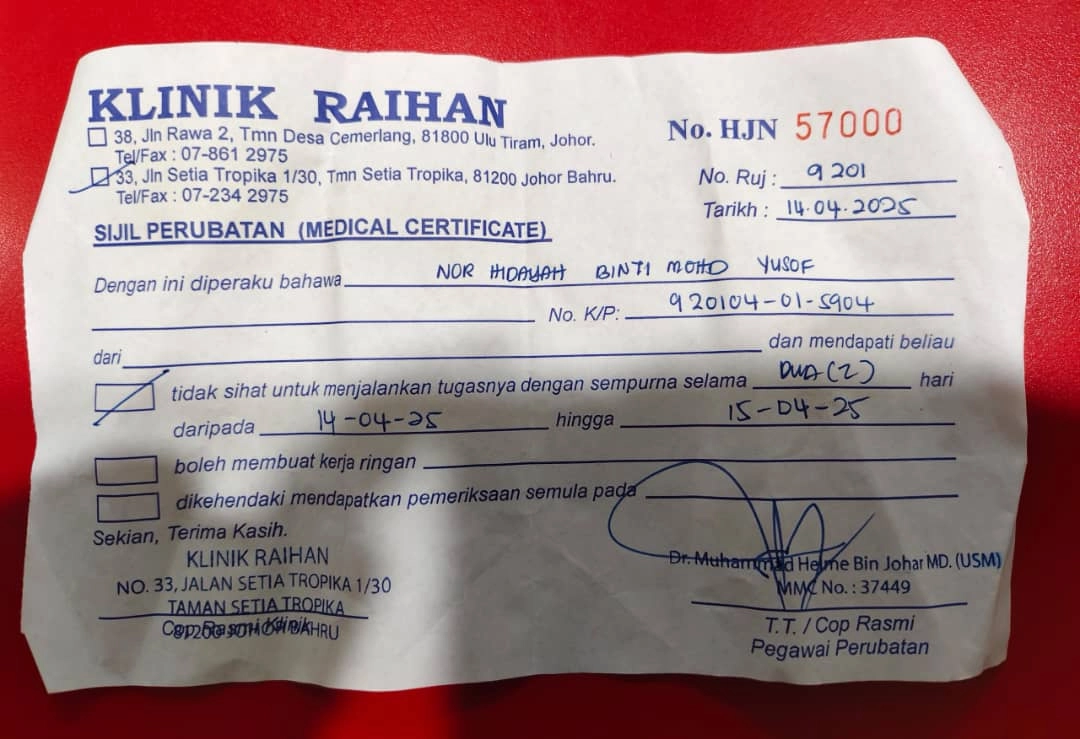 KLINIK RAIHAN
38, Jln Rawa 2, Tmn Desa Cemerlang, 81800 Ulu Tiram, Johor.
Tel/Fax : 07-861 2975
33, Jln Setia Tropika 1/30, Tmn Setia Tropika, 81200 Johor Bahru.
Tel/Fax : 07-234 2975
No. HJN 57000
No. Ruj : 9201
Tarikh : 14.04.2025
SIJIL PERUBATAN (MEDICAL CERTIFICATE)
Dengan ini diperaku bahawa NOR HIDAYAH BINTI MOHD YUSOF
No. K/P: 920104-01-5904
dari dan mendapati beliau
tidak sihat untuk menjalankan tugasnya dengan sempurna selama DUA (2) hari
daripada 14-04-25 hingga 15-04-25
boleh membuat kerja ringan
dikehendaki mendapatkan pemeriksaan semula pada
Sekian, Terima Kasih.
KLINIK RAIHAN
NO. 33, JALAN SETIA TROPIKA 1/30
TAMAN SETIA TROPIKA
81200 JOHOR BAHRU
Cop Rasmi Klinik
Dr. Muhammad Helme Bin Johar MD. (USM)
MMC No. : 37449
T.T. / Cop Rasmi
Pegawai Perubatan